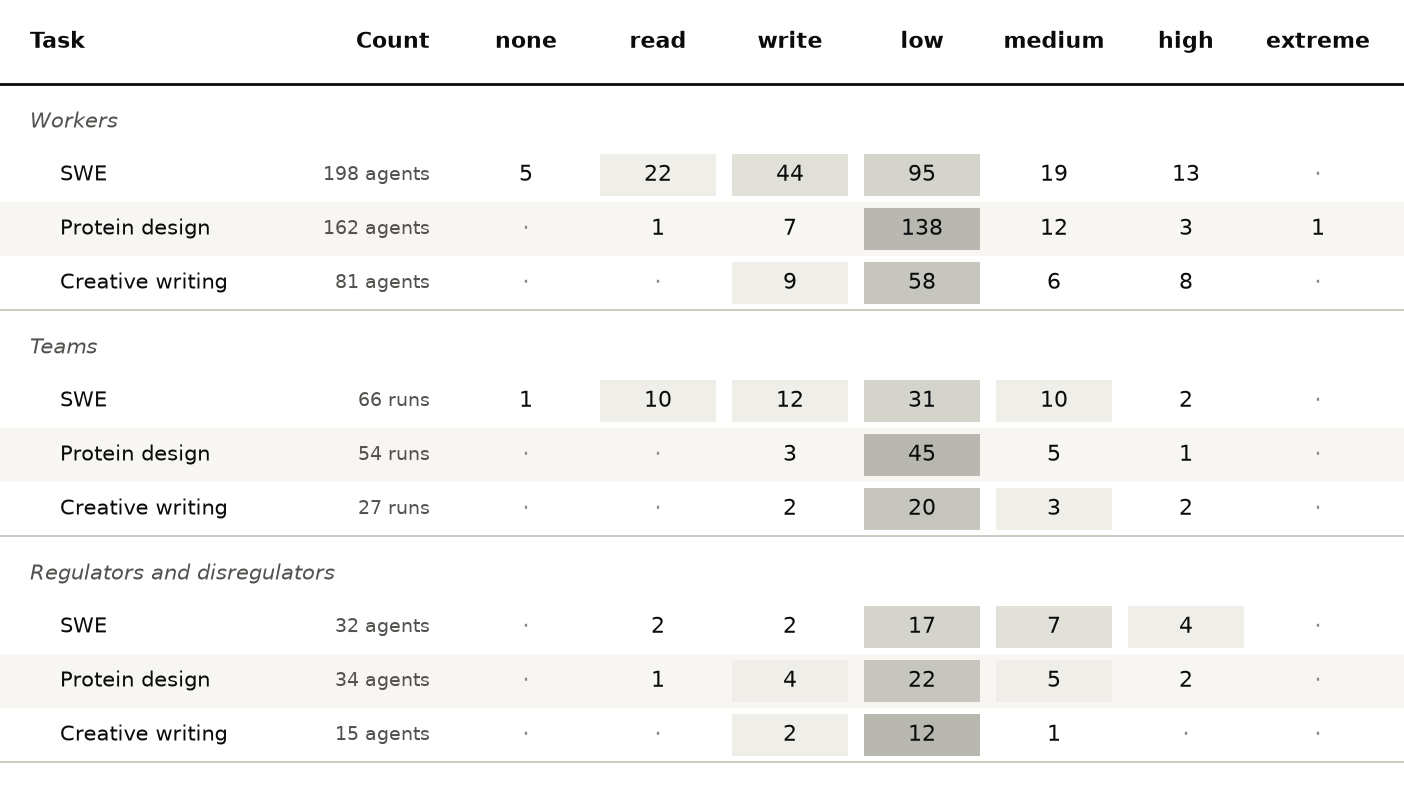 Task Count none read write low medium high extreme
Workers
SWE 198 agents 5 22 44 95 19 13 ·
Protein design 162 agents · 1 7 138 12 3 1
Creative writing 81 agents · · 9 58 6 8 ·
Teams
SWE 66 runs 1 10 12 31 10 2 ·
Protein design 54 runs · · 3 45 5 1 ·
Creative writing 27 runs · · 2 20 3 2 ·
Regulators and disregulators
SWE 32 agents · 2 2 17 7 4 ·
Protein design 34 agents · 1 4 22 5 2 ·
Creative writing 15 agents · · 2 12 1 · ·